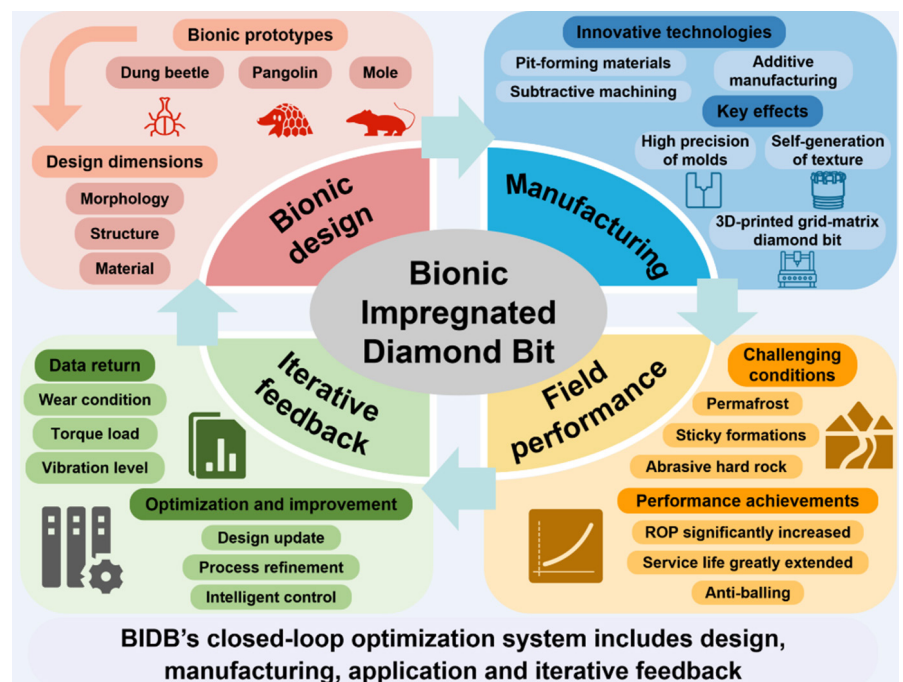 Bionic prototypes
Dung beetle
Pangolin
Mole
Design dimensions
Morphology
Structure
Material
Bionic
design
Innovative technologies
Pit-forming materials
Additive
manufacturing
Subtractive machining
Key effects
High precision
of molds
Self-generation
of texture
3D-printed grid-matrix
diamond bit
Manufacturing
Bionic
Impregnated
Diamond Bit
Data return
Wear condition
Torque load
Vibration level
Optimization and improvement
Design update
Process refinement
Intelligent control
Iterative
feedback
Field
performance
Challenging
conditions
Permafrost
Sticky formations
Abrasive hard rock
Performance achievements
ROP significantly increased
Service life greatly extended
Anti-balling
BIDB’s closed-loop optimization system includes design,
manufacturing, application and iterative feedback